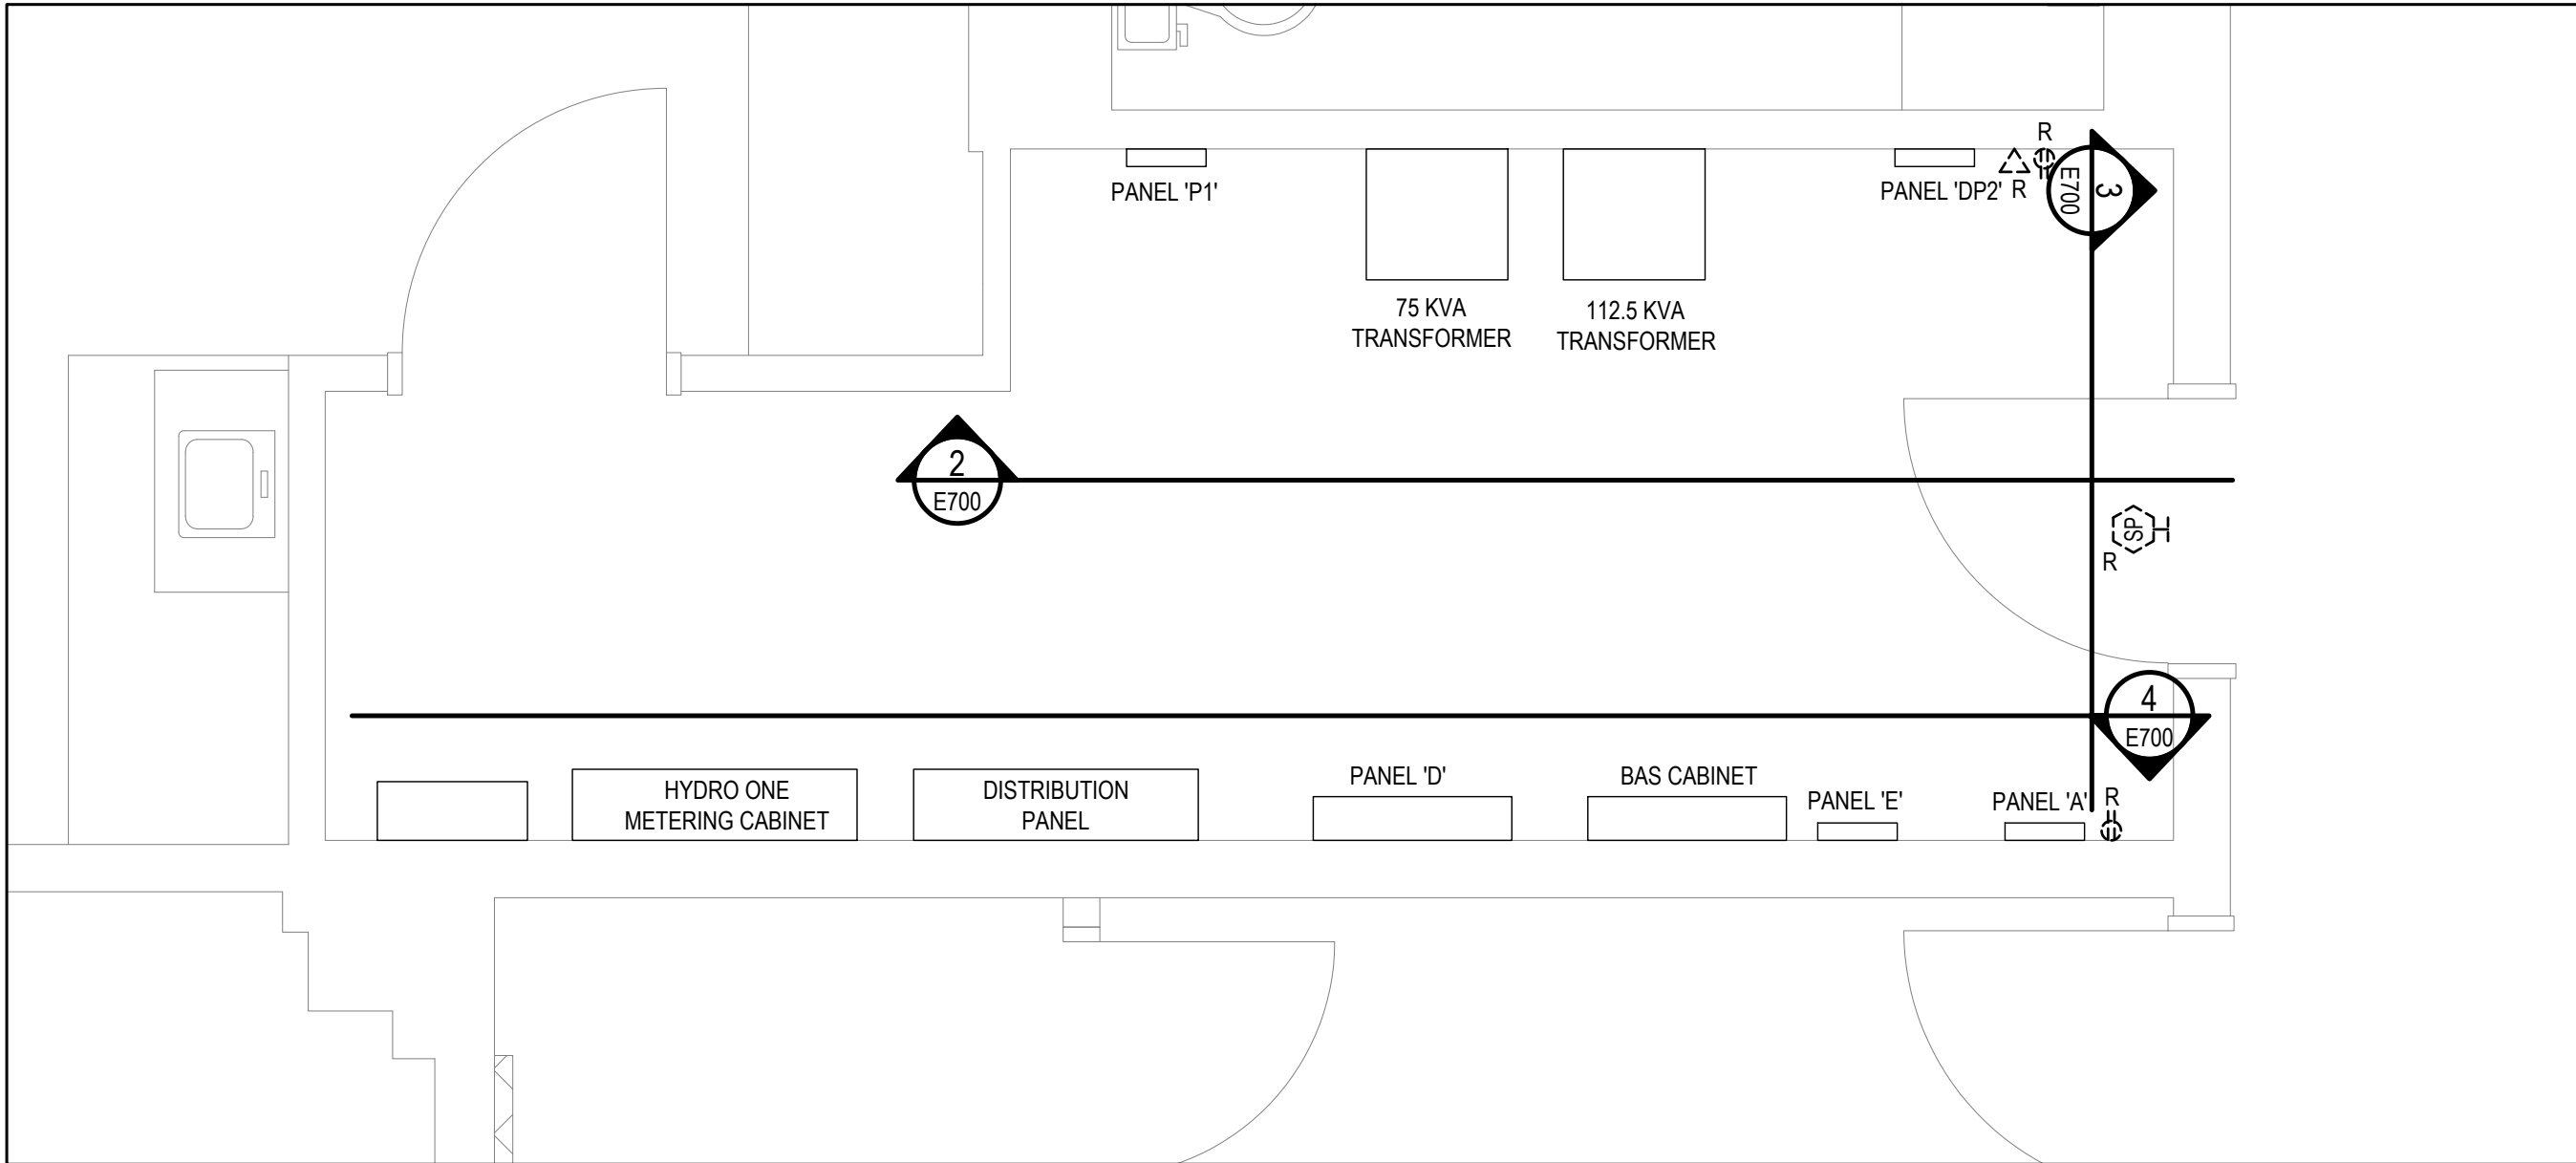 R
PANEL 'P1'
PANEL 'DP2'
R
3
E700
75 KVA
TRANSFORMER
112.5 KVA
TRANSFORMER
2
E700
SP
R
4
E700
HYDRO ONE
METERING CABINET
DISTRIBUTION
PANEL
PANEL 'D'
BAS CABINET
PANEL 'E'
PANEL 'A'
R